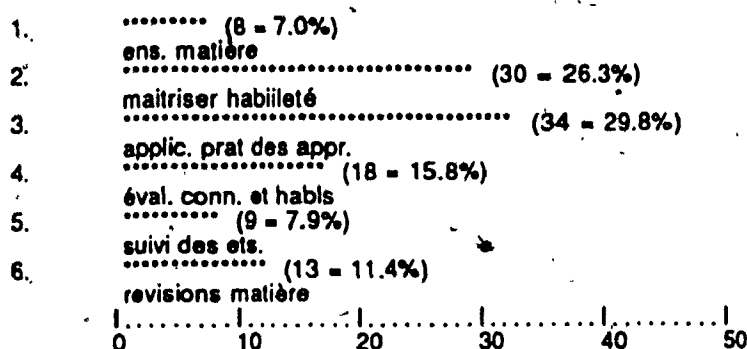 1. (8 = 7.0%)
ens. matière
2. (30 = 26.3%)
maitriser habiileté
3. (34 = 29.8%)
applic. prat des appr.
4. (18 = 15.8%)
éval. conn. et habls
5. (9 = 7.9%)
suivi des ets.
6. (13 = 11.4%)
revisions matière
0 10 20 30 40 50